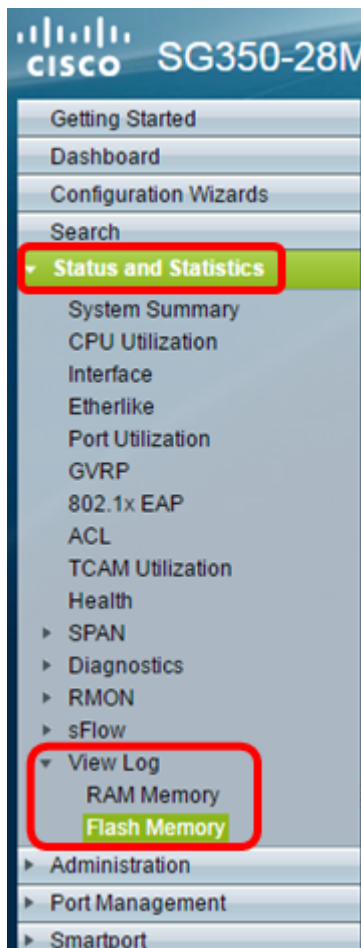 CISCO SG350-28M
Getting Started
Dashboard
Configuration Wizards
Search
Status and Statistics
System Summary
CPU Utilization
Interface
Etherlike
Port Utilization
GVRP
802.1x EAP
ACL
TCAM Utilization
Health
SPAN
Diagnostics
RMON
sFlow
View Log
RAM Memory
Flash Memory
Administration
Port Management
Smartport